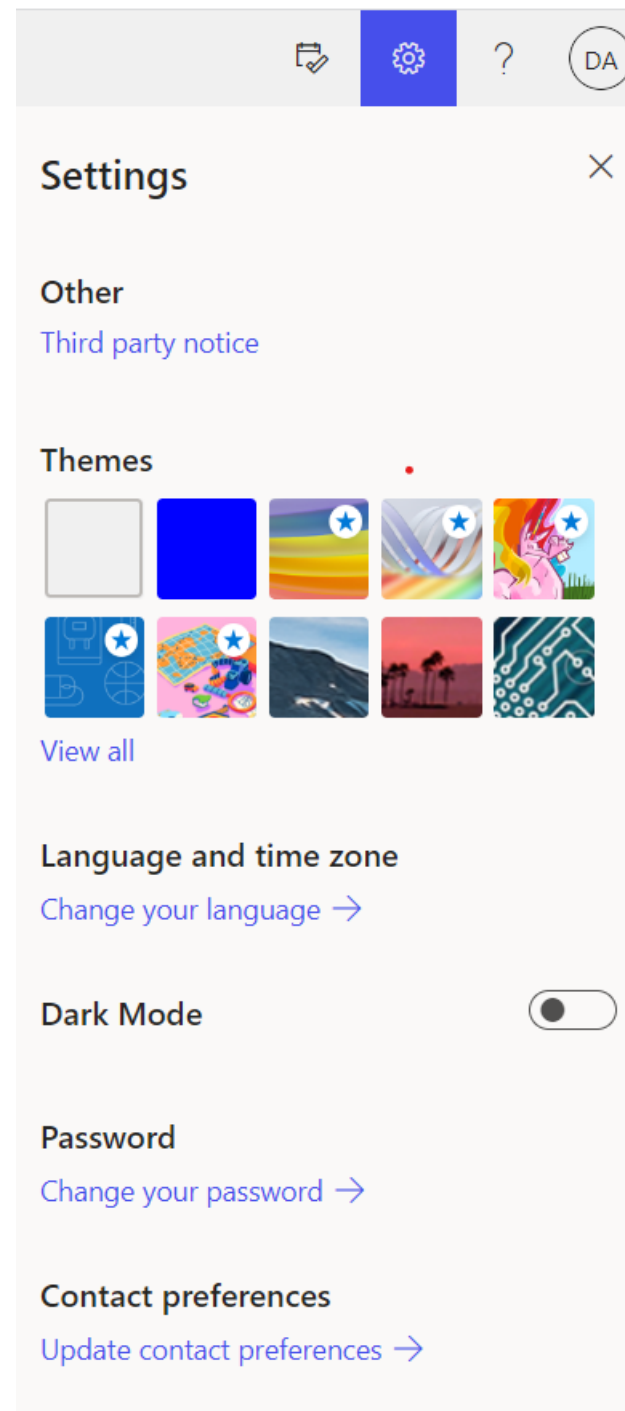 ?
DA
Settings
Other
Third party notice
Themes
View all
Language and time zone
Change your language →
Dark Mode
Password
Change your password →
Contact preferences
Update contact preferences →